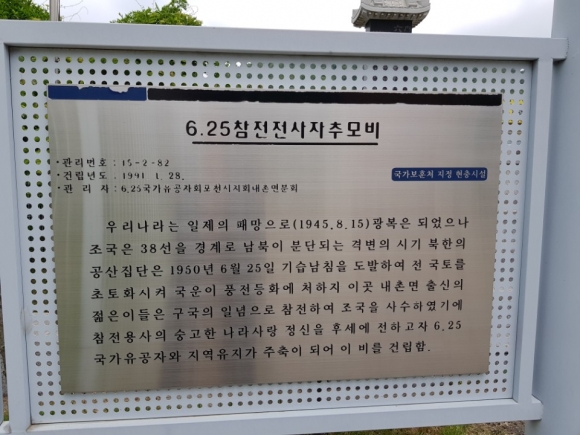 6.25참전전사자추모비
·관리번호 : 15-2-82
·건립년도 : 1991. 1. 28.
·관 리 자 : 6.25국가유공자회포천시지회내촌면분회
국가보훈처 지정 현충시설
우리나라는 일제의 패망으로(1945.8.15)광복은 되었으나
조국은 38선을 경계로 남북이 분단되는 격변의 시기 북한의
공산집단은 1950년 6월 25일 기습남침을 도발하여 전 국토를
초토화시켜 국운이 풍전등화에 처하지 이곳 내촌면 출신의
젊은이들은 구국의 일념으로 참전하여 조국을 사수하였기에
참전용사의 숭고한 나라사랑 정신을 후세에 전하고자 6.25
국가유공자와 지역유지가 주축이 되어 이 비를 건립함.